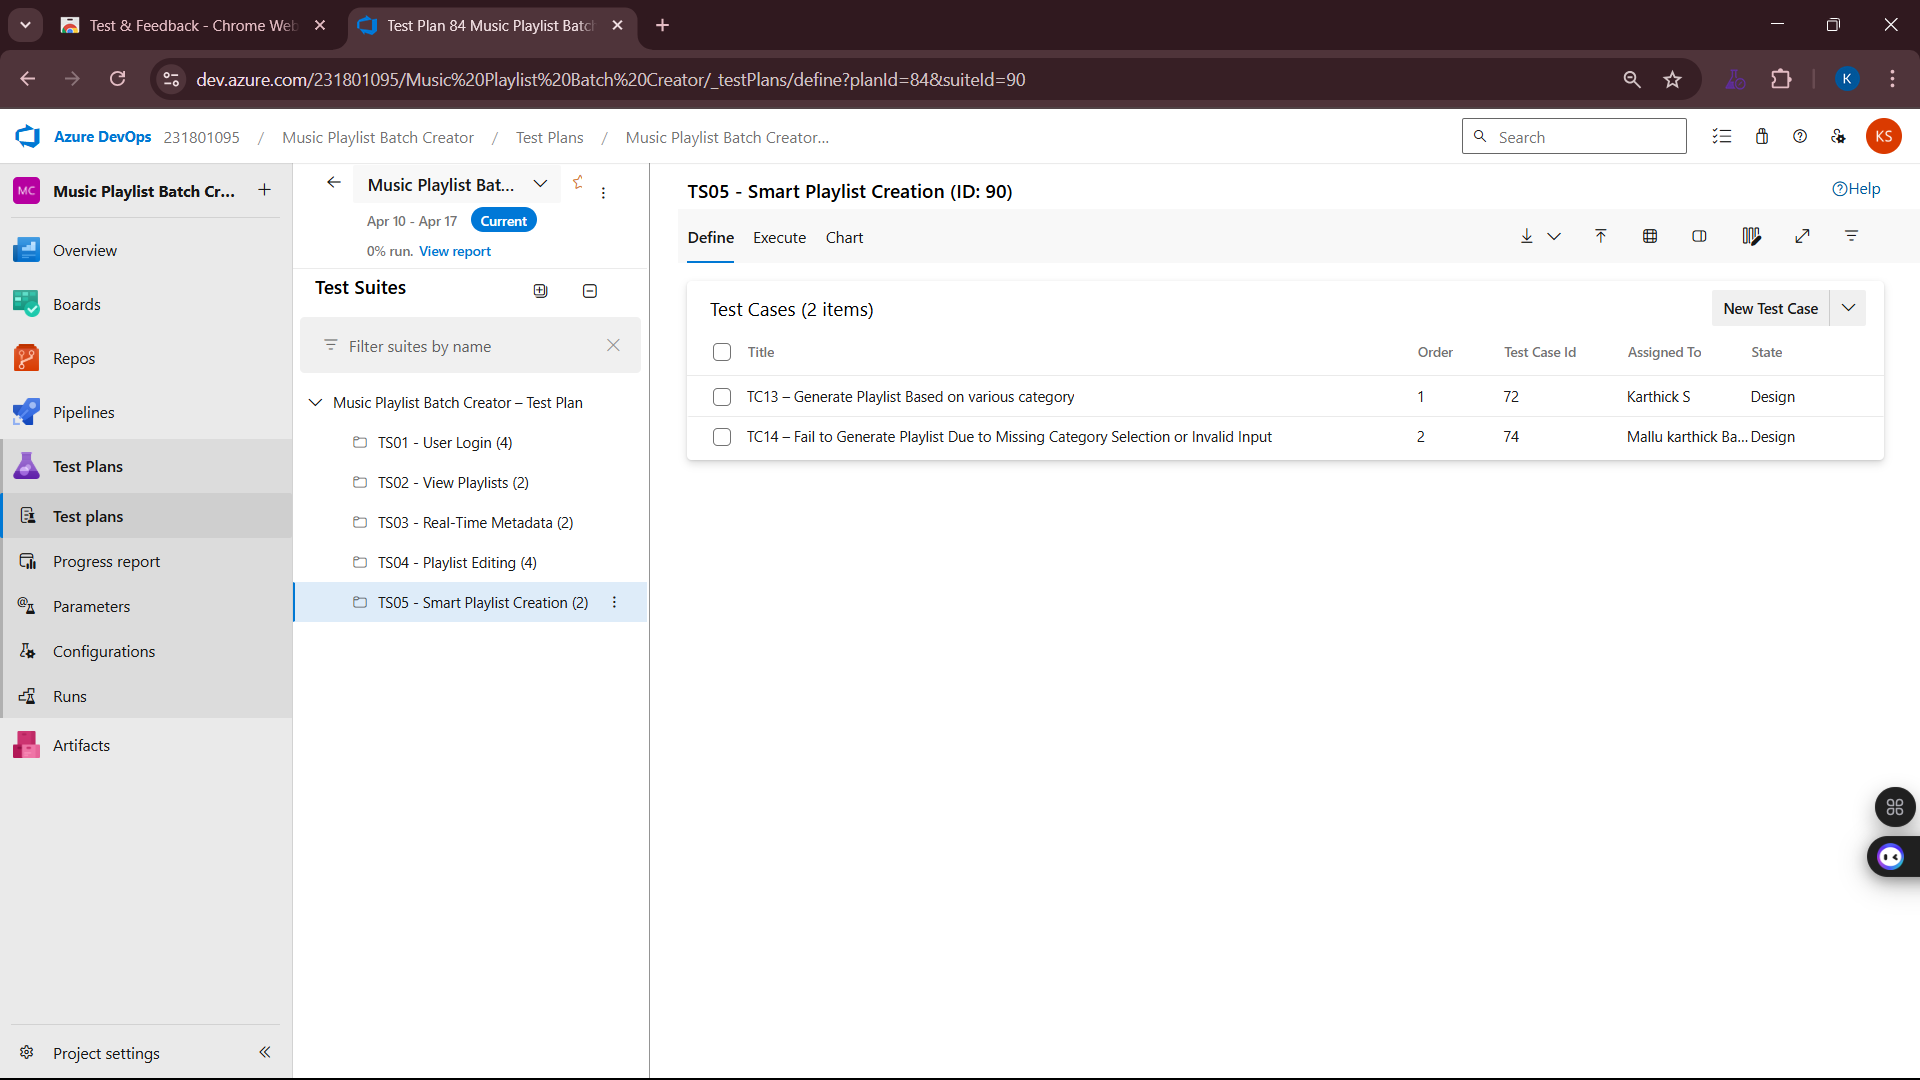 Test & Feedback - Chrome Web
Test Plan 84 Music Playlist Batch
dev.azure.com/231801095/Music%20Playlist%20Batch%20Creator/_testPlans/define?planId=84&suiteId=90
K
Azure DevOps 231801095 / Music Playlist Batch Creator / Test Plans / Music Playlist Batch Creator...
Search
KS
MC Music Playlist Batch Cr...
Overview
Boards
Repos
Pipelines
Test Plans
Test plans
Progress report
Parameters
Configurations
Runs
Artifacts
Project settings
Music Playlist Bat...
Apr 10 - Apr 17 Current
0% run. View report
Test Suites
Filter suites by name
Music Playlist Batch Creator – Test Plan
TS01 - User Login (4)
TS02 - View Playlists (2)
TS03 - Real-Time Metadata (2)
TS04 - Playlist Editing (4)
TS05 - Smart Playlist Creation (2)
TS05 - Smart Playlist Creation (ID: 90)
Help
Define Execute Chart
Test Cases (2 items)
New Test Case
Title Order Test Case Id Assigned To State
TC13 – Generate Playlist Based on various category 1 72 Karthick S Design
TC14 – Fail to Generate Playlist Due to Missing Category Selection or Invalid Input 2 74 Mallu karthick Ba... Design